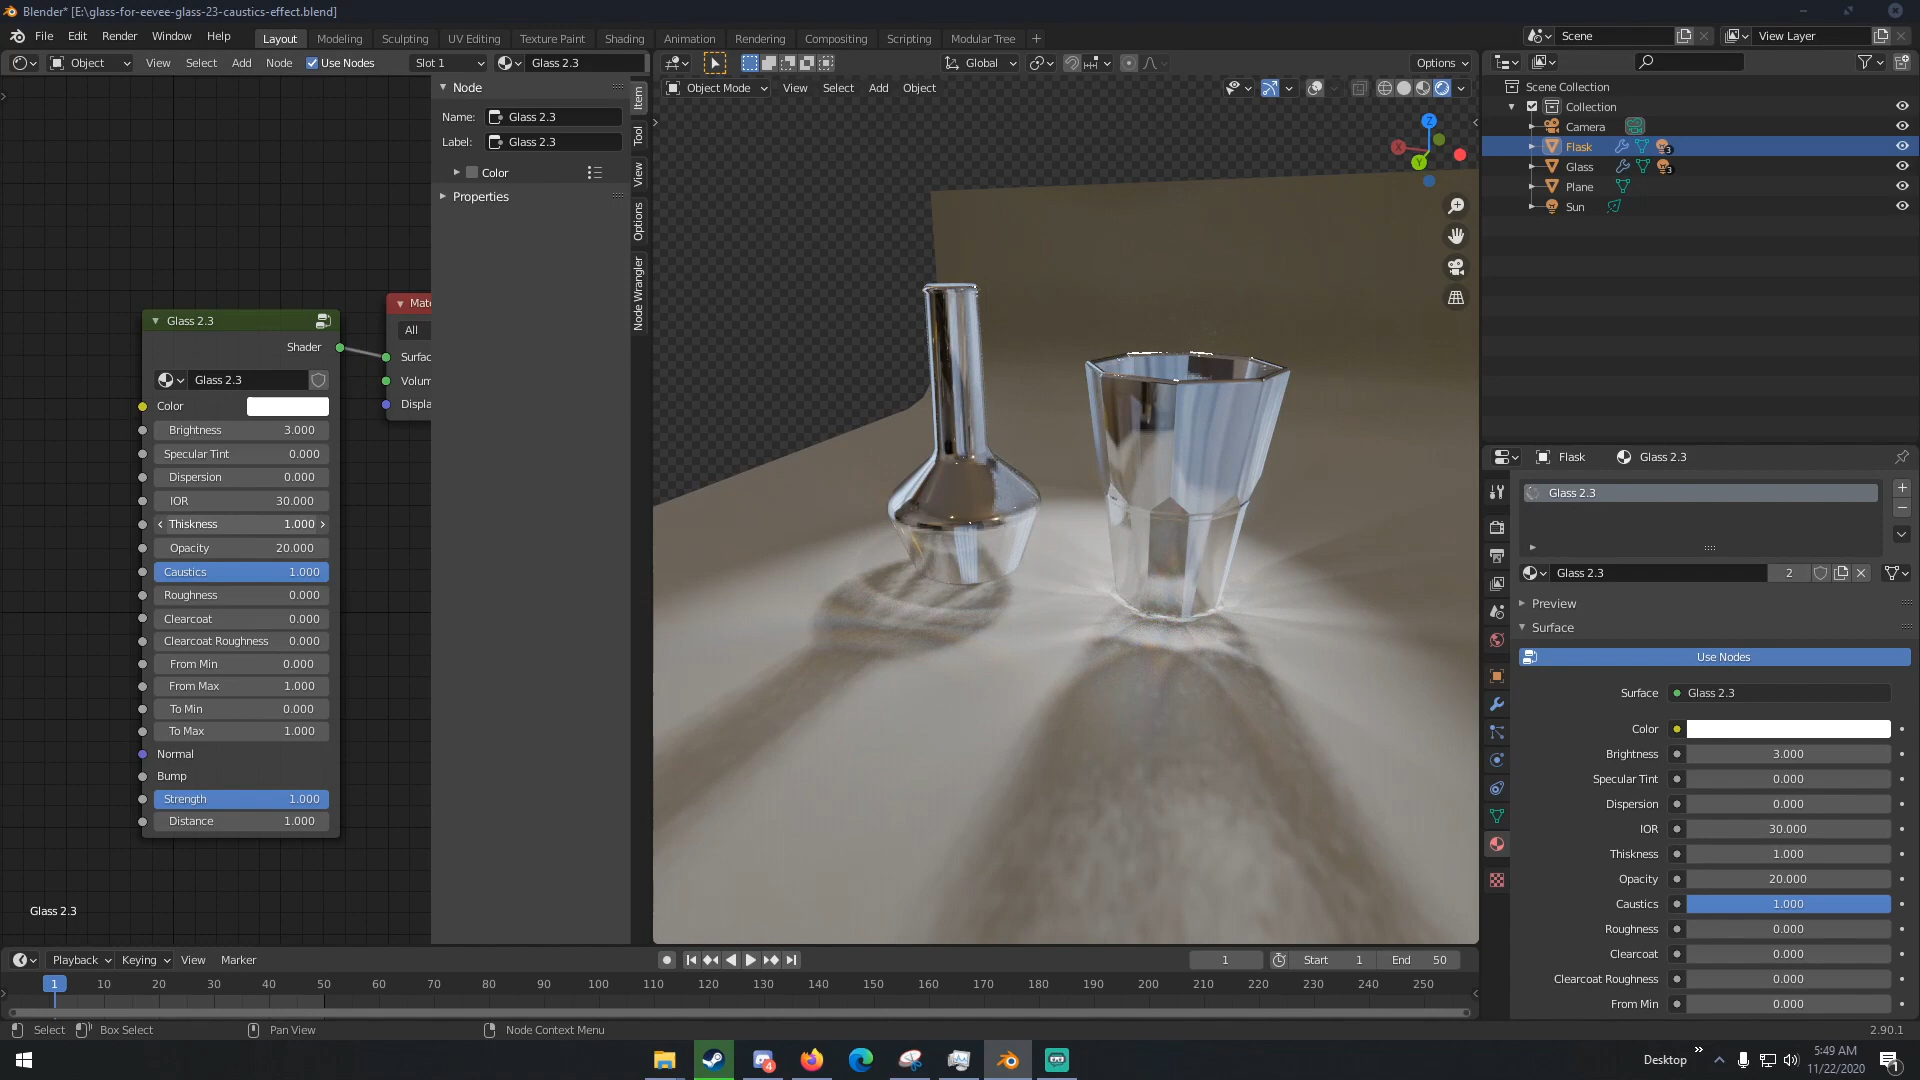 Blender* [E:\glass-for-eevee-glass-23-caustics-effect.blend]
File Edit Render Window Help Layout Modeling Sculpting UV Editing Texture Paint Shading Animation Rendering Compositing Scripting Modular Tree + Scene View Layer
Object View Select Add Node Use Nodes Slot 1 Glass 2.3 Global Options
Object Mode View Select Add Object
Node
Name: Glass 2.3
Label: Glass 2.3
Color
Properties
Item
Tool
View
Options
Node Wrangler
Glass 2.3
Shader
Glass 2.3
Color
Brightness 3.000
Specular Tint 0.000
Dispersion 0.000
IOR 30.000
Thickness 1.000
Opacity 20.000
Caustics 1.000
Roughness 0.000
Clearcoat 0.000
Clearcoat Roughness 0.000
From Min 0.000
From Max 1.000
To Min 0.000
To Max 1.000
Normal
Bump
Strength 1.000
Distance 1.000
Mate
All
Surfac
Volum
Displa
Glass 2.3
Z
X
Y
Scene Collection
Collection
Camera
Flask 3
Glass 3
Plane
Sun
Flask Glass 2.3
Glass 2.3
Glass 2.3 2
Preview
Surface
Use Nodes
Surface Glass 2.3
Color
Brightness 3.000
Specular Tint 0.000
Dispersion 0.000
IOR 30.000
Thickness 1.000
Opacity 20.000
Caustics 1.000
Roughness 0.000
Clearcoat 0.000
Clearcoat Roughness 0.000
From Min 0.000
Playback Keying View Marker 1 Start 1 End 50
1 10 20 30 40 50 60 70 80 90 100 110 120 130 140 150 160 170 180 190 200 210 220 230 240 250
Select Box Select Pan View Node Context Menu 2.90.1
4
Desktop » 5:49 AM
11/22/2020 1